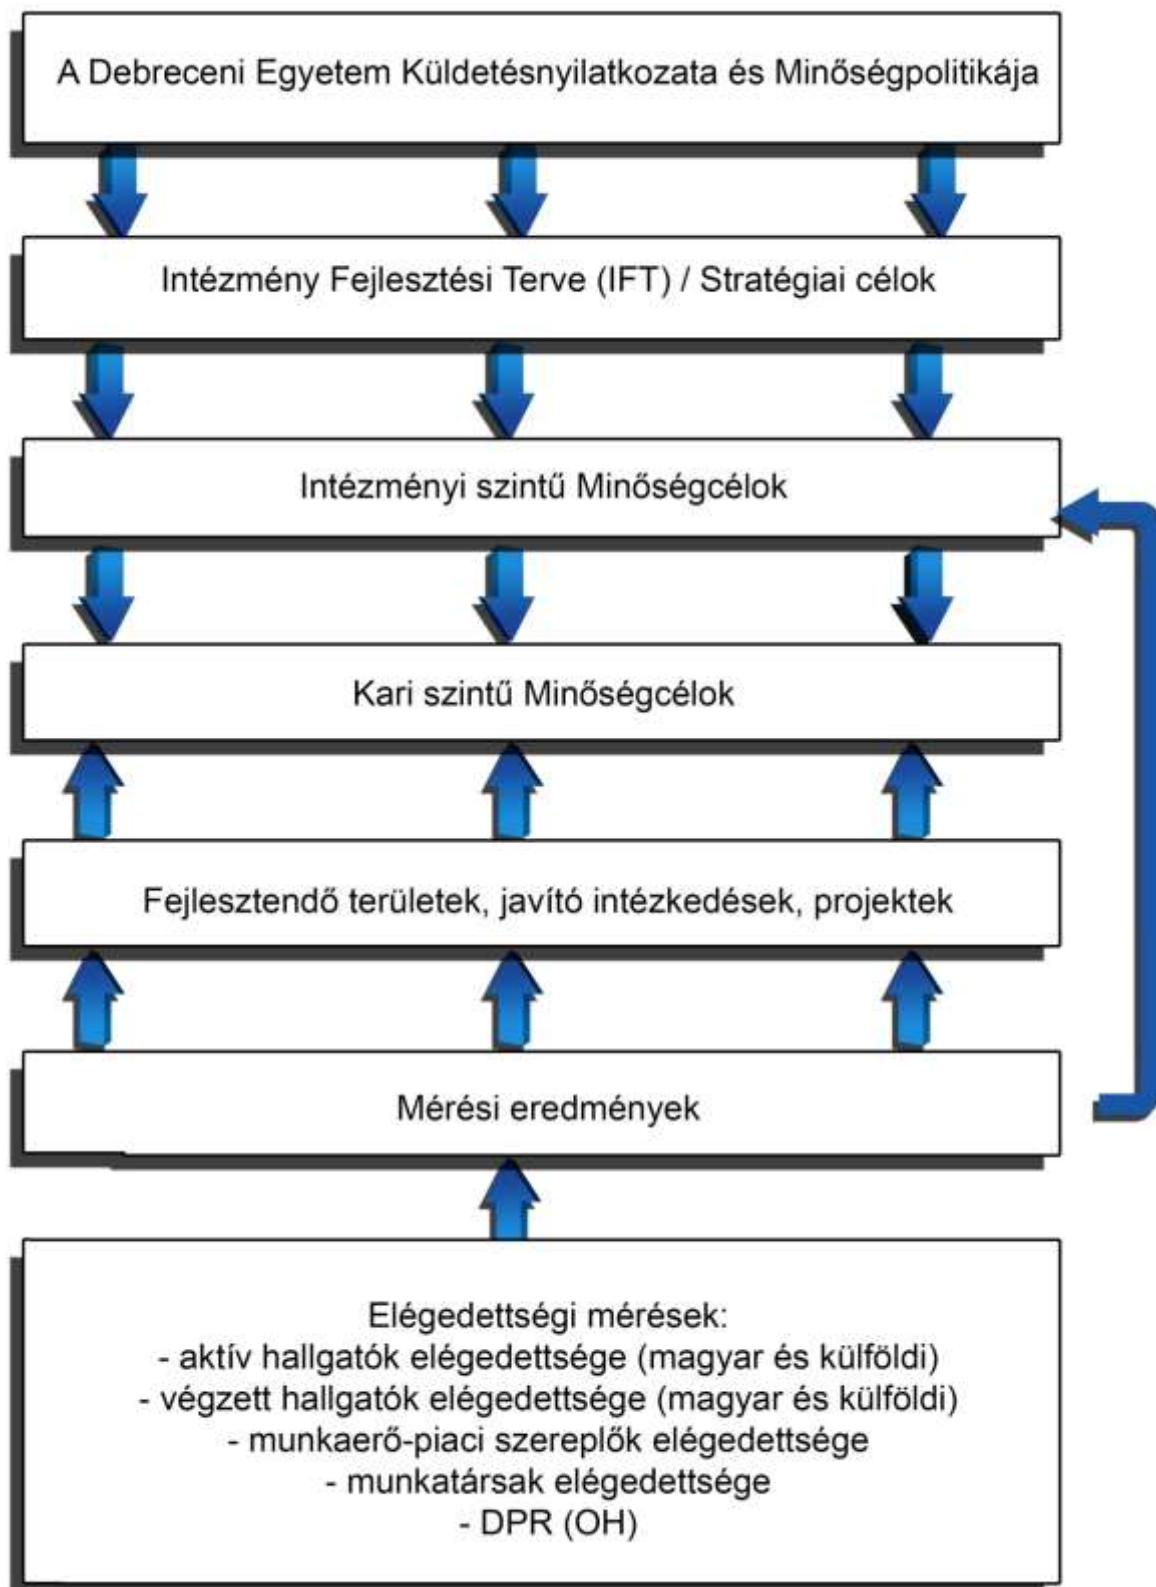 A Debreceni Egyetem Küldetésnyilatkozata és Minőségpolitikája
Intézmény Fejlesztési Terve (IFT) / Stratégiai célok
Intézményi szintű Minőségcélok
Kari szintű Minőségcélok
Fejlesztendő területek, javító intézkedések, projektek
Mérési eredmények
Elégedettségi mérések:
- aktív hallgatók elégedettsége (magyar és külföldi)
- végzett hallgatók elégedettsége (magyar és külföldi)
- munkaerő-piaci szereplők elégedettsége
- munkatársak elégedettsége
- DPR (OH)